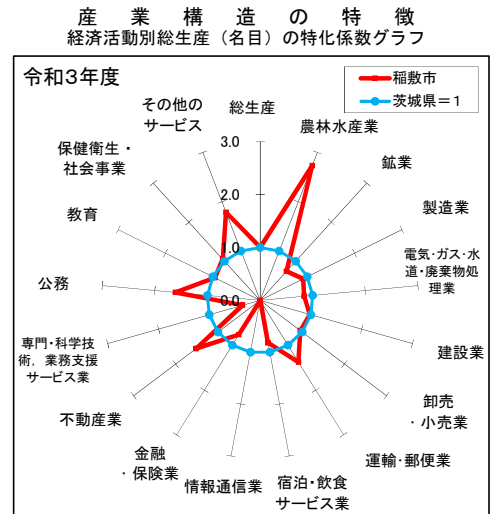 産業構造の特徴
経済活動別総生産（名目）の特化係数グラフ
令和3年度
稲敷市
茨城県＝1
総生産
農林水産業
鉱業
製造業
電気･ガス･水
道･廃棄物処
理業
建設業
卸売
・小売業
運輸･郵便業
宿泊･飲食
サービス業
情報通信業
金融
・保険業
不動産業
専門・科学技
術，業務支援
サービス業
公務
教育
保健衛生・
社会事業
その他の
サービス
3.0
2.0
1.0
0.0